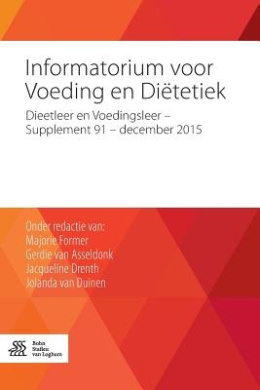 Informatorium voor
Voeding en Diëtetiek
Dieetleer en Voedingsleer –
Supplement 91 – december 2015
Onder redactie van:
Majorie Former
Gerdie van Asseldonk
Jacqueline Drenth
Jolanda van Duinen
Bohn
Stafleu
van Loghum